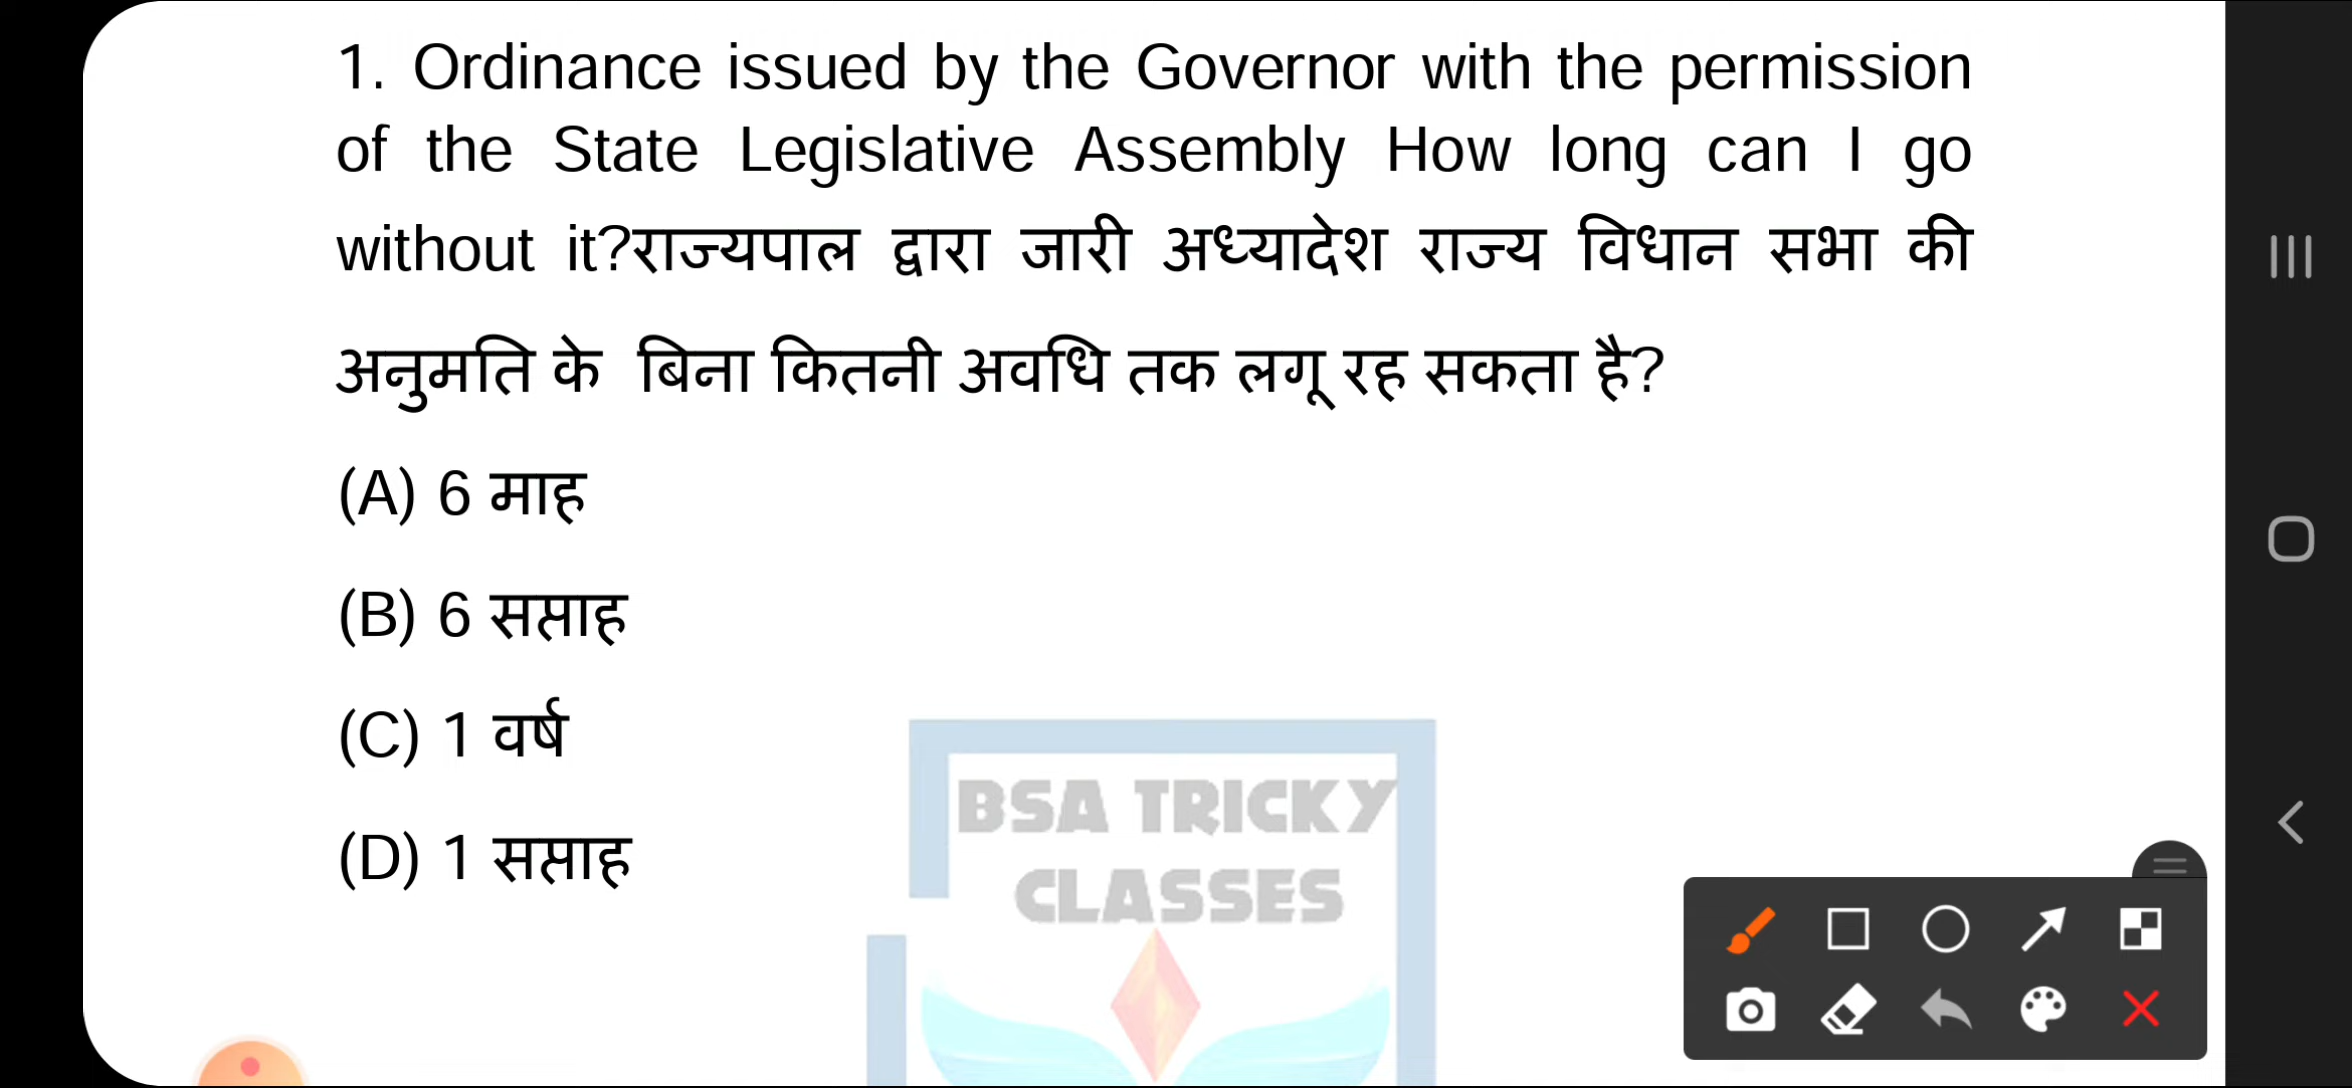 1. Ordinance issued by the Governor with the permission
of the State Legislative Assembly How long can I go
without it?राज्यपाल द्वारा जारी अध्यादेश राज्य विधान सभा की
अनुमति के बिना कितनी अवधि तक लगू रह सकता है?
(A) 6 माह
(B) 6 सप्ताह
(C) 1 वर्ष
(D) 1 सप्ताह
BSA TRICKY
CLASSES